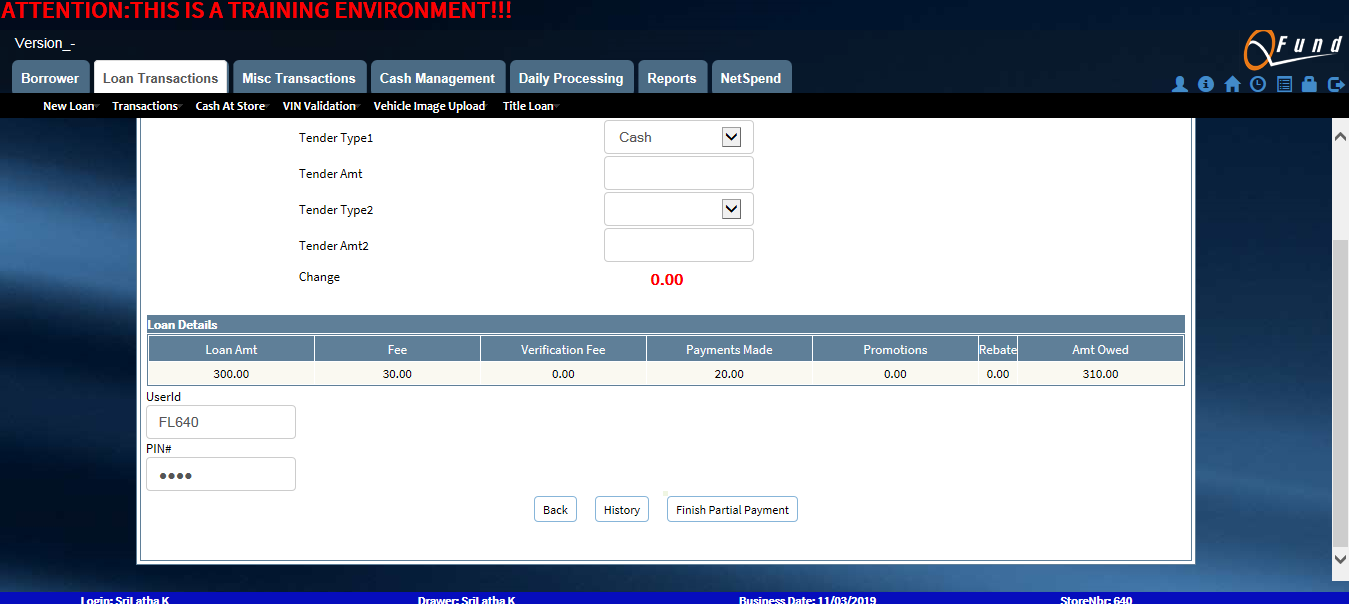 ATTENTION:THIS IS A TRAINING ENVIRONMENT!!!
Version_-
QFund
Borrower Loan Transactions Misc Transactions Cash Management Daily Processing Reports NetSpend
New Loan Transactions Cash At Store VIN Validation Vehicle Image Upload Title Loan
Tender Type1 Cash
Tender Amt
Tender Type2
Tender Amt2
Change 0.00
Loan Details
Loan Amt Fee Verification Fee Payments Made Promotions Rebate Amt Owed
300.00 30.00 0.00 20.00 0.00 0.00 310.00
UserId
FL640
PIN#
●●●●
Back History Finish Partial Payment
Login: SriLatha K Drawer: SriLatha K Business Date: 11/03/2019 StoreNbr: 640